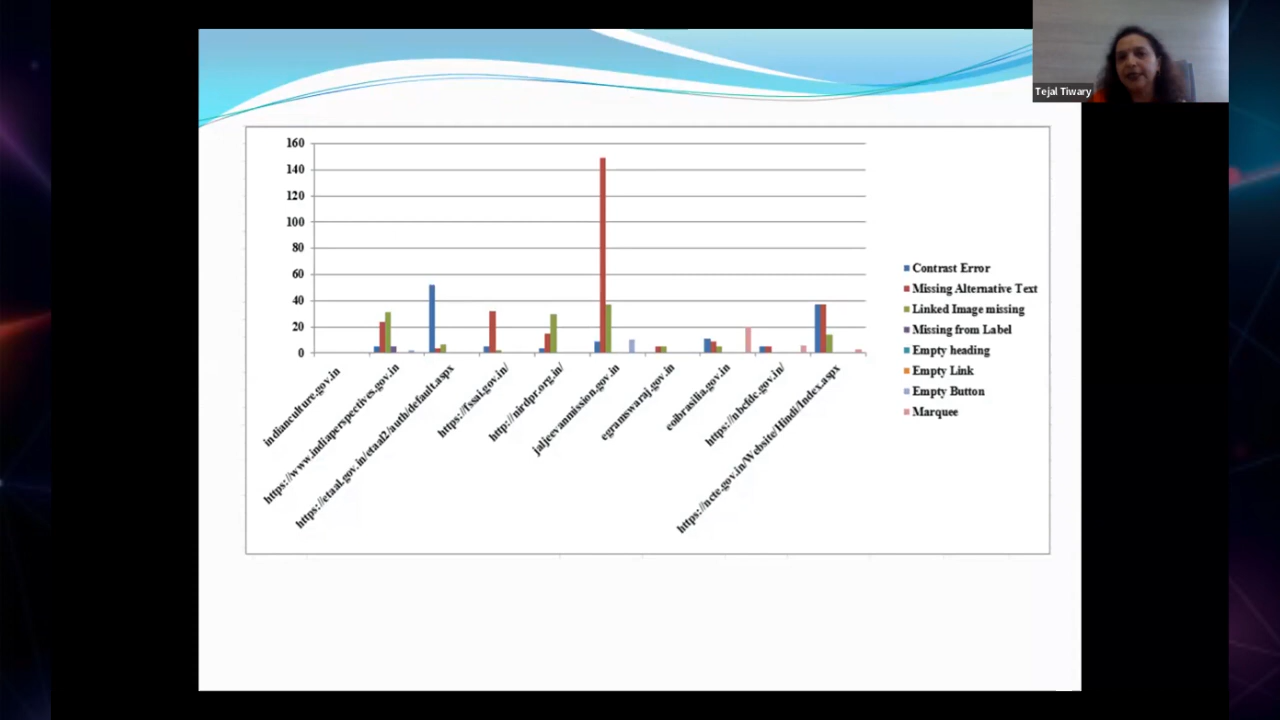 Tejal Tiwary
160
140
120
100
80
60
40
20
0
indianculture.gov.in
https://www.indiaperspectives.gov.in
https://etaal.gov.in/etaal2/auth/default.aspx
https://fssai.gov.in/
http://nirdpr.org.in/
jaljeevanmission.gov.in
egramswaraj.gov.in
eoibrasilia.gov.in
https://nbcfdc.gov.in/
https://ncte.gov.in/Website/Hindi/Index.aspx
Contrast Error
Missing Alternative Text
Linked Image missing
Missing from Label
Empty heading
Empty Link
Empty Button
Marquee